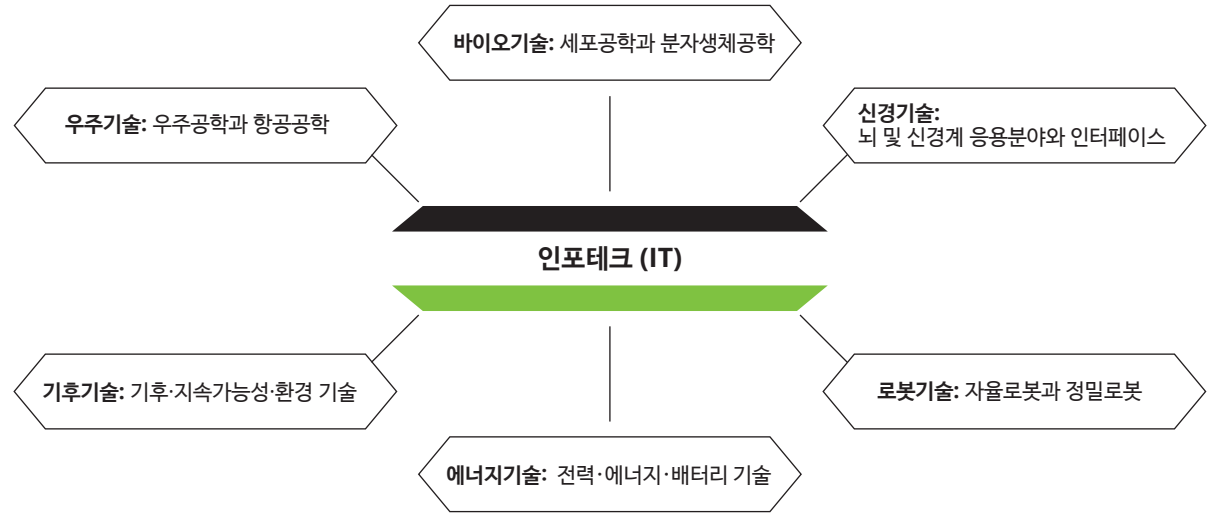 바이오기술: 세포공학과 분자생체공학
우주기술: 우주공학과 항공공학
신경기술:
뇌 및 신경계 응용분야와 인터페이스
인포테크 (IT)
기후기술: 기후·지속가능성·환경 기술
로봇기술: 자율로봇과 정밀로봇
에너지기술: 전력·에너지·배터리 기술